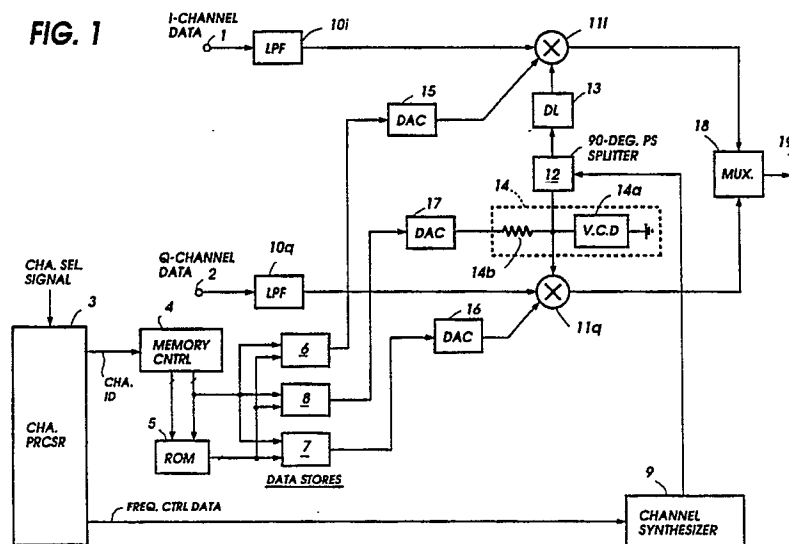 FIG. 1
I-CHANNEL
DATA
1
10i
LPF
11I
15
DAC
DL
13
90-DEG. PS
SPLITTER
12
18
MUX.
19
14
14a
17
DAC
V.C.D
14b
Q-CHANNEL
DATA
2
10q
LPF
11q
16
DAC
CHA. SEL.
SIGNAL
3
4
MEMORY
CNTRL
CHA.
ID
6
8
7
CHA.
PRCSR
5
ROM
DATA STORES
9
FREQ. CTRL DATA
CHANNEL
SYNTHESIZER